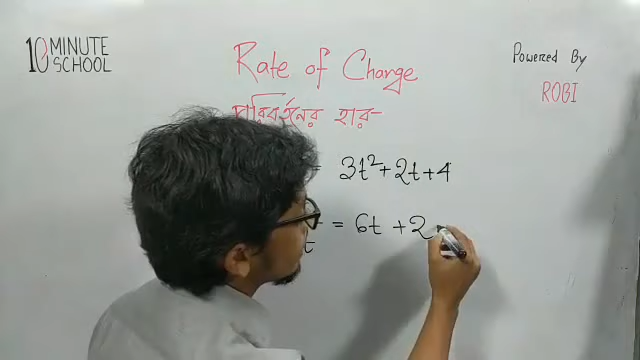 10 MINUTE SCHOOL
Powered By
ROBI
Rate of Change
পরিবর্তনের হার-
= 3t²+2t+4
t = 6t +2